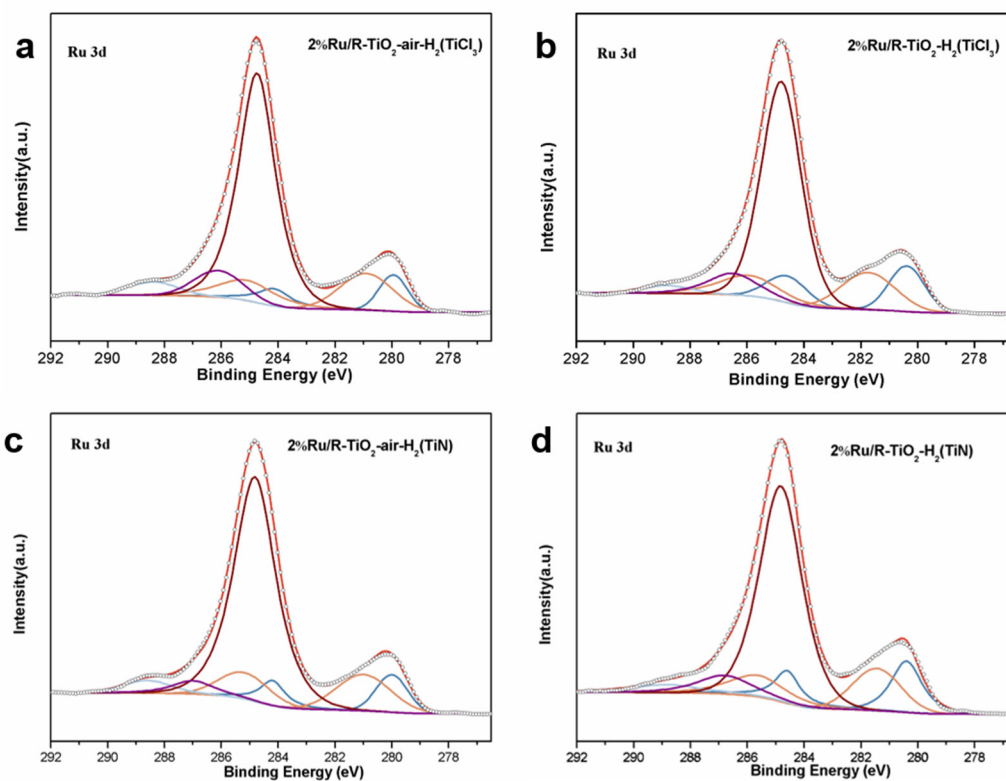 a
Ru 3d
2%Ru/R-TiO₂-air-H₂(TiCl₃)
Intensity(a.u.)
292 290 288 286 284 282 280 278
Binding Energy (eV)
b
Ru 3d
2%Ru/R-TiO₂-H₂(TiCl₃)
Intensity(a.u.)
292 290 288 286 284 282 280 278
Binding Energy (eV)
c
Ru 3d
2%Ru/R-TiO₂-air-H₂(TiN)
Intensity(a.u.)
292 290 288 286 284 282 280 278
Binding Energy (eV)
d
Ru 3d
2%Ru/R-TiO₂-H₂(TiN)
Intensity(a.u.)
292 290 288 286 284 282 280 278
Binding Energy (eV)